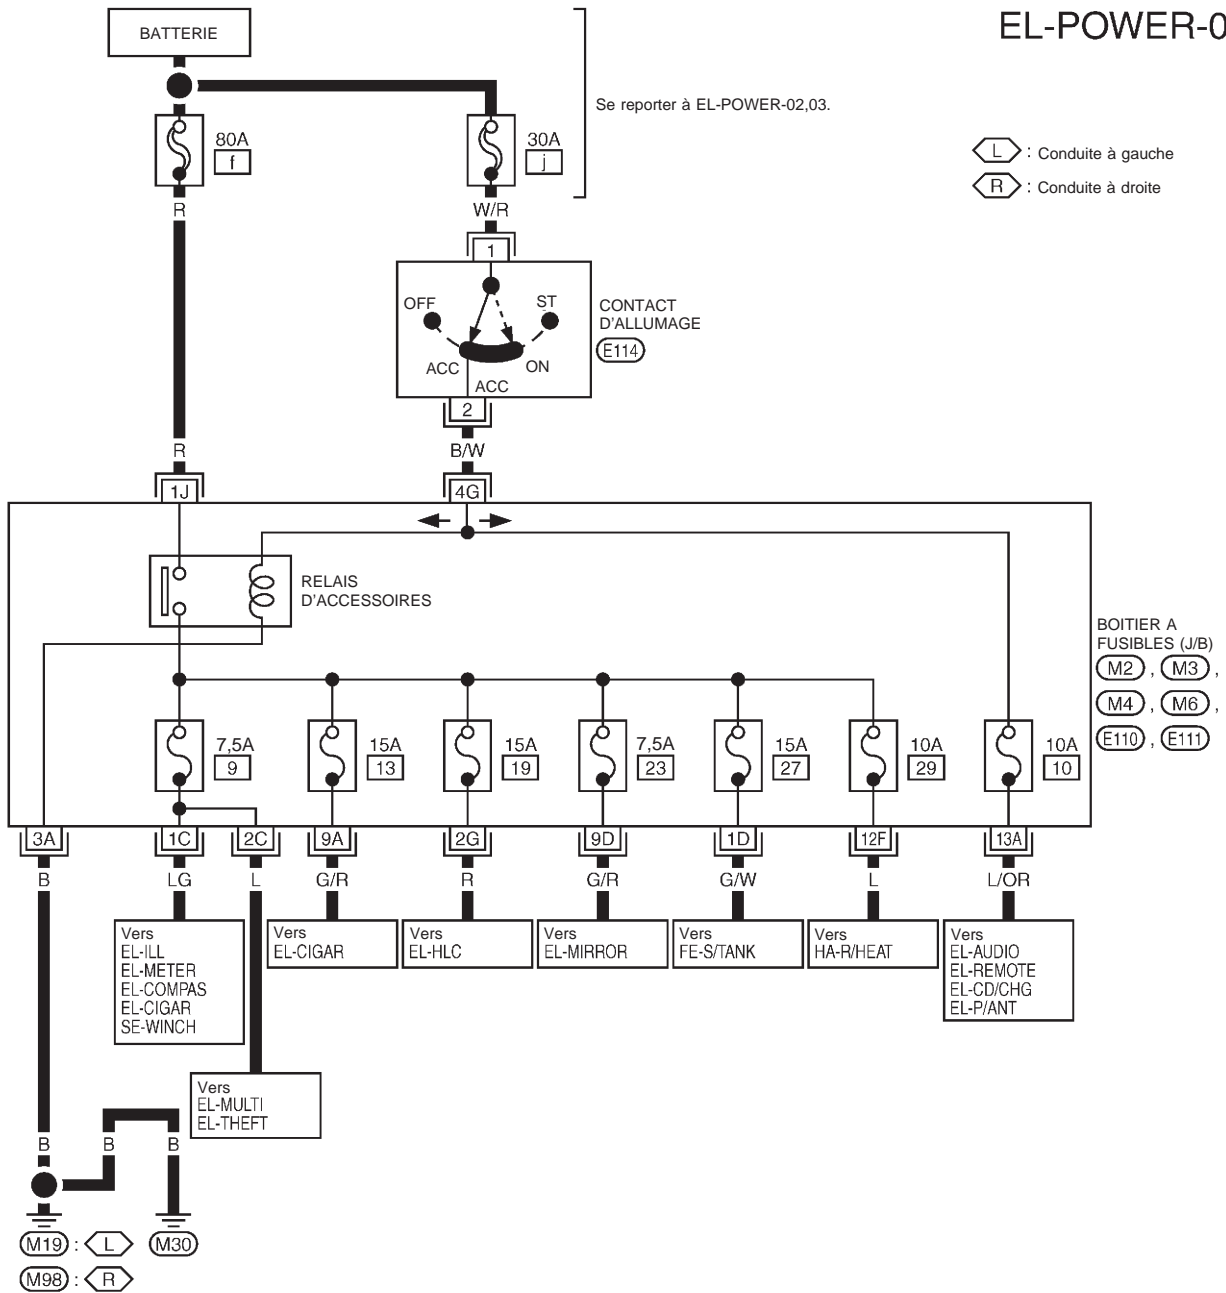 EL-POWER-0
BATTERIE
Se reporter à EL-POWER-02,03.
80A
f
30A
j
L : Conduite à gauche
R : Conduite à droite
R
W/R
1
OFF
ST
ACC
ON
ACC
CONTACT
D'ALLUMAGE
E114
2
R
B/W
1J
4G
RELAIS
D'ACCESSOIRES
BOITIER A
FUSIBLES (J/B)
M2 , M3 ,
M4 , M6 ,
E110 , E111
7,5A
9
15A
13
15A
19
7,5A
23
15A
27
10A
29
10A
10
3A
1C
2C
9A
2G
9D
1D
12F
13A
B
LG
L
G/R
R
G/R
G/W
L
L/OR
Vers
EL-ILL
EL-METER
EL-COMPAS
EL-CIGAR
SE-WINCH
Vers
EL-CIGAR
Vers
EL-HLC
Vers
EL-MIRROR
Vers
FE-S/TANK
Vers
HA-R/HEAT
Vers
EL-AUDIO
EL-REMOTE
EL-CD/CHG
EL-P/ANT
Vers
EL-MULTI
EL-THEFT
B
B
B
M19 : L
M30
M98 : R